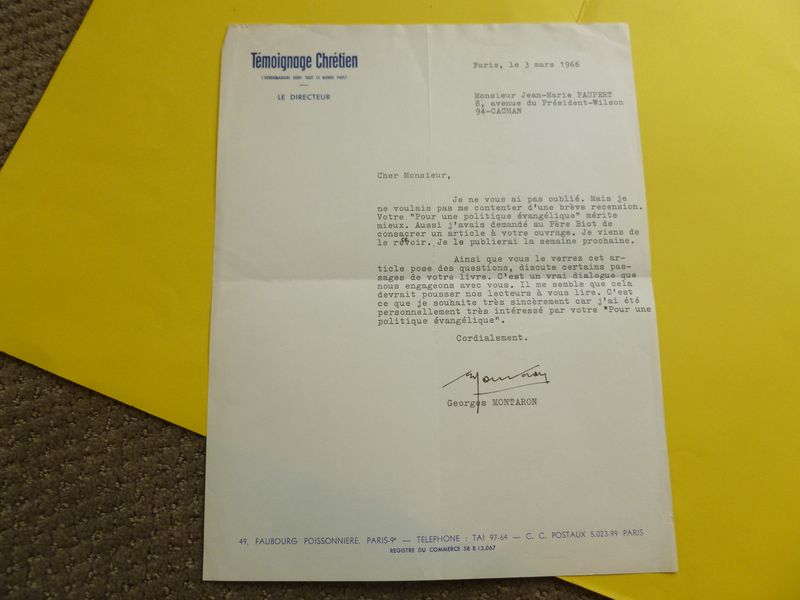 Témoignage Chrétien
L'HEBDOMADAIRE DONT TOUT LE MONDE PARLE
LE DIRECTEUR
Paris, le 3 mars 1966
Monsieur Jean-Marie PAUPERT
8, avenue du Président-Wilson
94-CACHAN
Cher Monsieur,
Je ne vous ai pas oublié. Mais je
ne voulais pas me contenter d'une brève recension.
Votre "Pour une politique évangélique" mérite
mieux. Aussi j'avais demandé au Père Biot de
consacrer un article à votre ouvrage. Je viens de
le revoir. Je le publierai la semaine prochaine.
Ainsi que vous le verrez cet ar-
ticle pose des questions, discute certains pas-
sages de votre livre. C'est un vrai dialogue que
nous engageons avec vous. Il me semble que cela
devrait pousser nos lecteurs à vous lire. C'est
ce que je souhaite très sincèrement car j'ai été
personnellement très intéressé par votre "Pour une
politique évangélique".
Cordialement.
Georges MONTARON
49, FAUBOURG POISSONNIERE, PARIS-9e — TELEPHONE : TAI 97-64 — C. C. POSTAUX 5.023-99 PARIS
REGISTRE DU COMMERCE 58 B 13,067